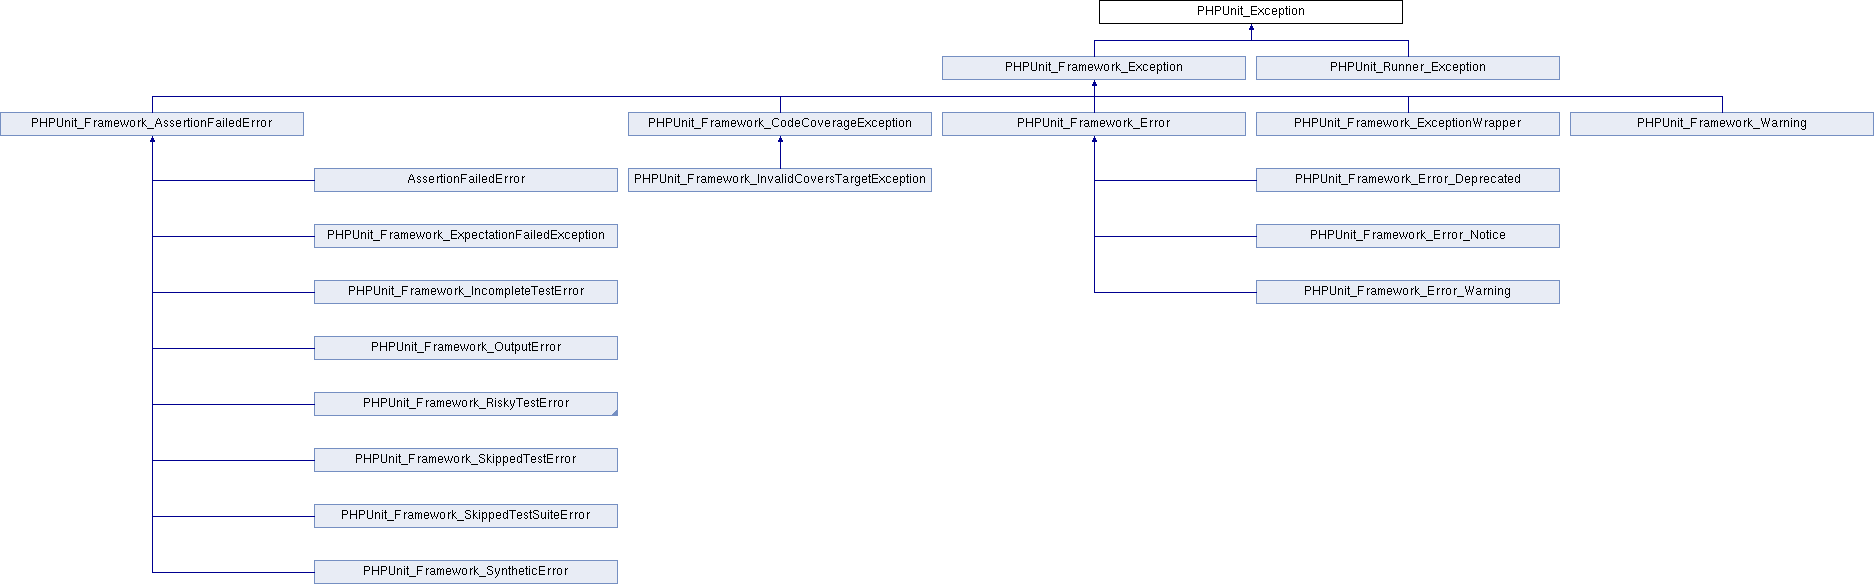 PHPUnit_Exception
PHPUnit_Framework_Exception
PHPUnit_Runner_Exception
PHPUnit_Framework_AssertionFailedError
PHPUnit_Framework_CodeCoverageException
PHPUnit_Framework_Error
PHPUnit_Framework_ExceptionWrapper
PHPUnit_Framework_Warning
AssertionFailedError
PHPUnit_Framework_InvalidCoversTargetException
PHPUnit_Framework_Error_Deprecated
PHPUnit_Framework_ExpectationFailedException
PHPUnit_Framework_Error_Notice
PHPUnit_Framework_IncompleteTestError
PHPUnit_Framework_Error_Warning
PHPUnit_Framework_OutputError
PHPUnit_Framework_RiskyTestError
PHPUnit_Framework_SkippedTestError
PHPUnit_Framework_SkippedTestSuiteError
PHPUnit_Framework_SyntheticError